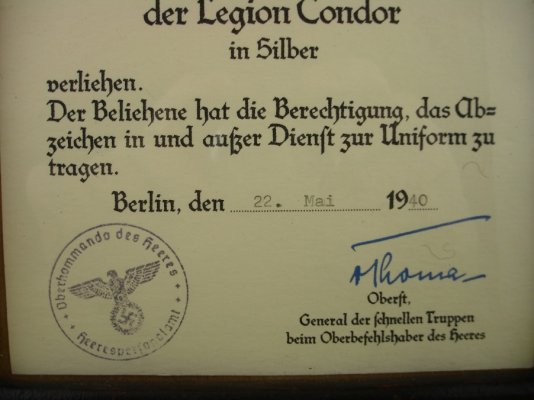 der Legion Condor
in Silber
verliehen.
Der Beliehene hat die Berechtigung, das Ab=
zeichen in und außer Dienst zur Uniform zu
tragen.
Berlin, den 22. Mai 1940
Oberkommando des Heeres
Heerespersonalamt
Thoma
Oberst,
General der schnellen Truppen
beim Oberbefehlshaber des Heeres